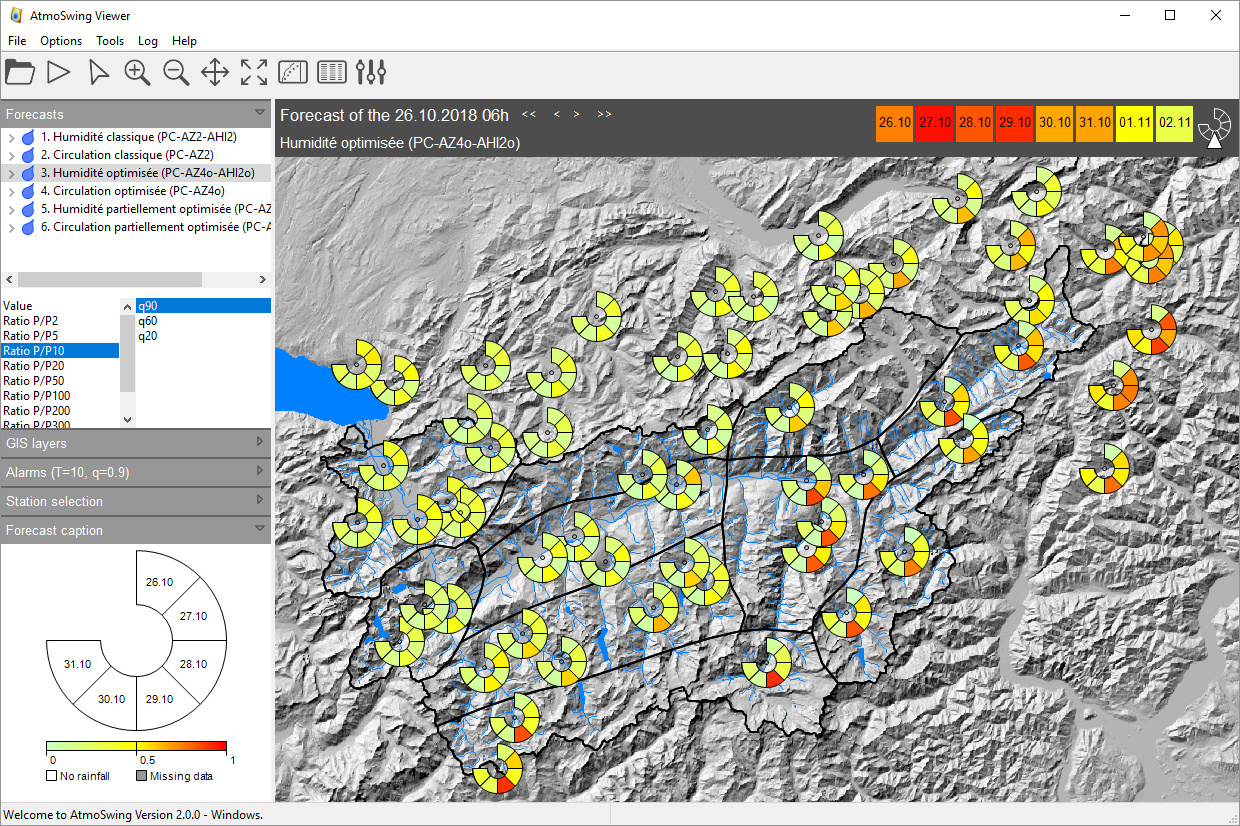 AtmoSwing Viewer
File Options Tools Log Help
Forecasts
1. Humidité classique (PC-AZ2-AHI2)
2. Circulation classique (PC-AZ2)
3. Humidité optimisée (PC-AZ4o-AHI2o)
4. Circulation optimisée (PC-AZ4o)
5. Humidité partiellement optimisée (PC-AZ
6. Circulation partiellement optimisée (PC-A
Value
Ratio P/P2
Ratio P/P5
Ratio P/P10
Ratio P/P20
Ratio P/P50
Ratio P/P100
Ratio P/P200
Ratio P/P300
q90
q60
q20
GIS layers
Alarms (T=10, q=0.9)
Station selection
Forecast caption
26.10
27.10
28.10
29.10
30.10
31.10
0 0.5 1
No rainfall Missing data
Forecast of the 26.10.2018 06h << < > >>
Humidité optimisée (PC-AZ4o-AHI2o)
26.10 27.10 28.10 29.10 30.10 31.10 01.11 02.11
Welcome to AtmoSwing Version 2.0.0 - Windows.